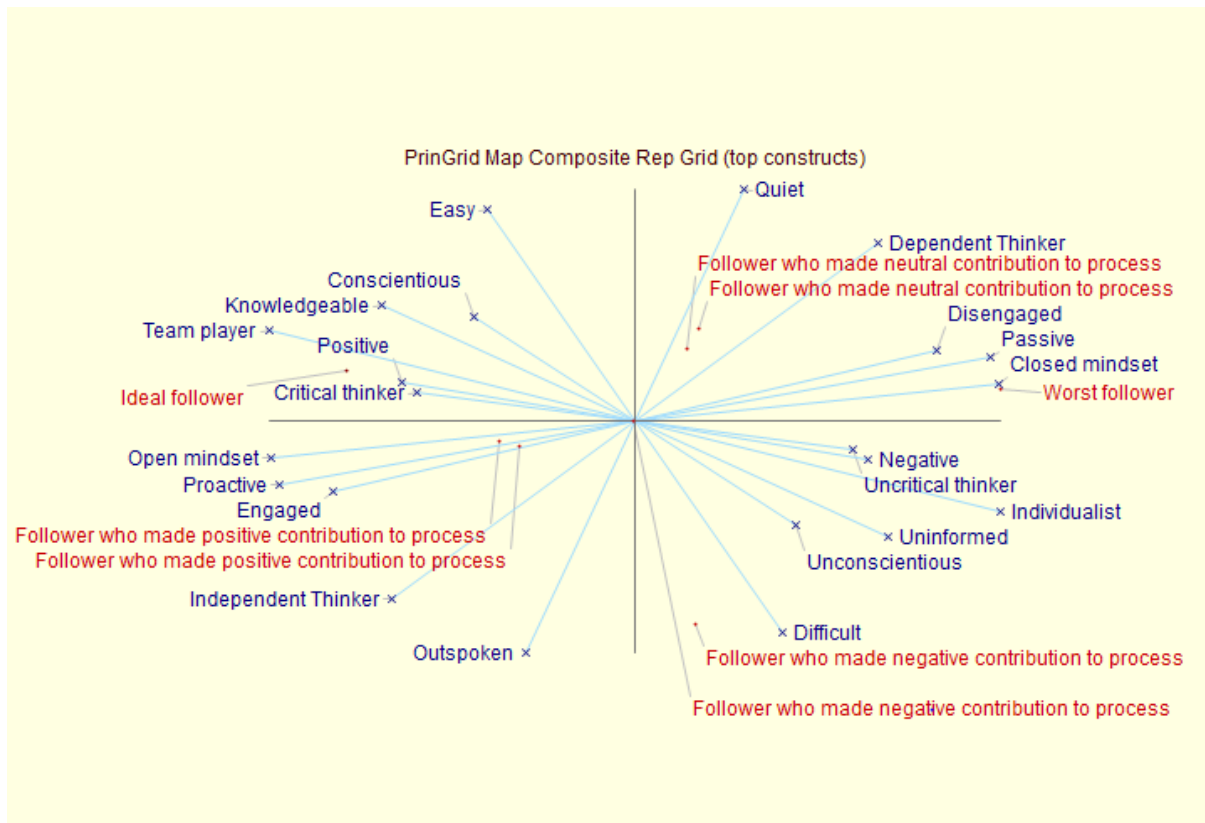 PrinGrid Map Composite Rep Grid (top constructs)
Quiet
Easy
Dependent Thinker
Follower who made neutral contribution to process
Conscientious
Follower who made neutral contribution to process
Knowledgeable
Disengaged
Team player
Passive
Positive
Closed mindset
Critical thinker
Worst follower
Ideal follower
Open mindset
Negative
Proactive
Uncritical thinker
Engaged
Individualist
Follower who made positive contribution to process
Uninformed
Follower who made positive contribution to process
Unconscientious
Independent Thinker
Difficult
Outspoken
Follower who made negative contribution to process
Follower who made negative contribution to process